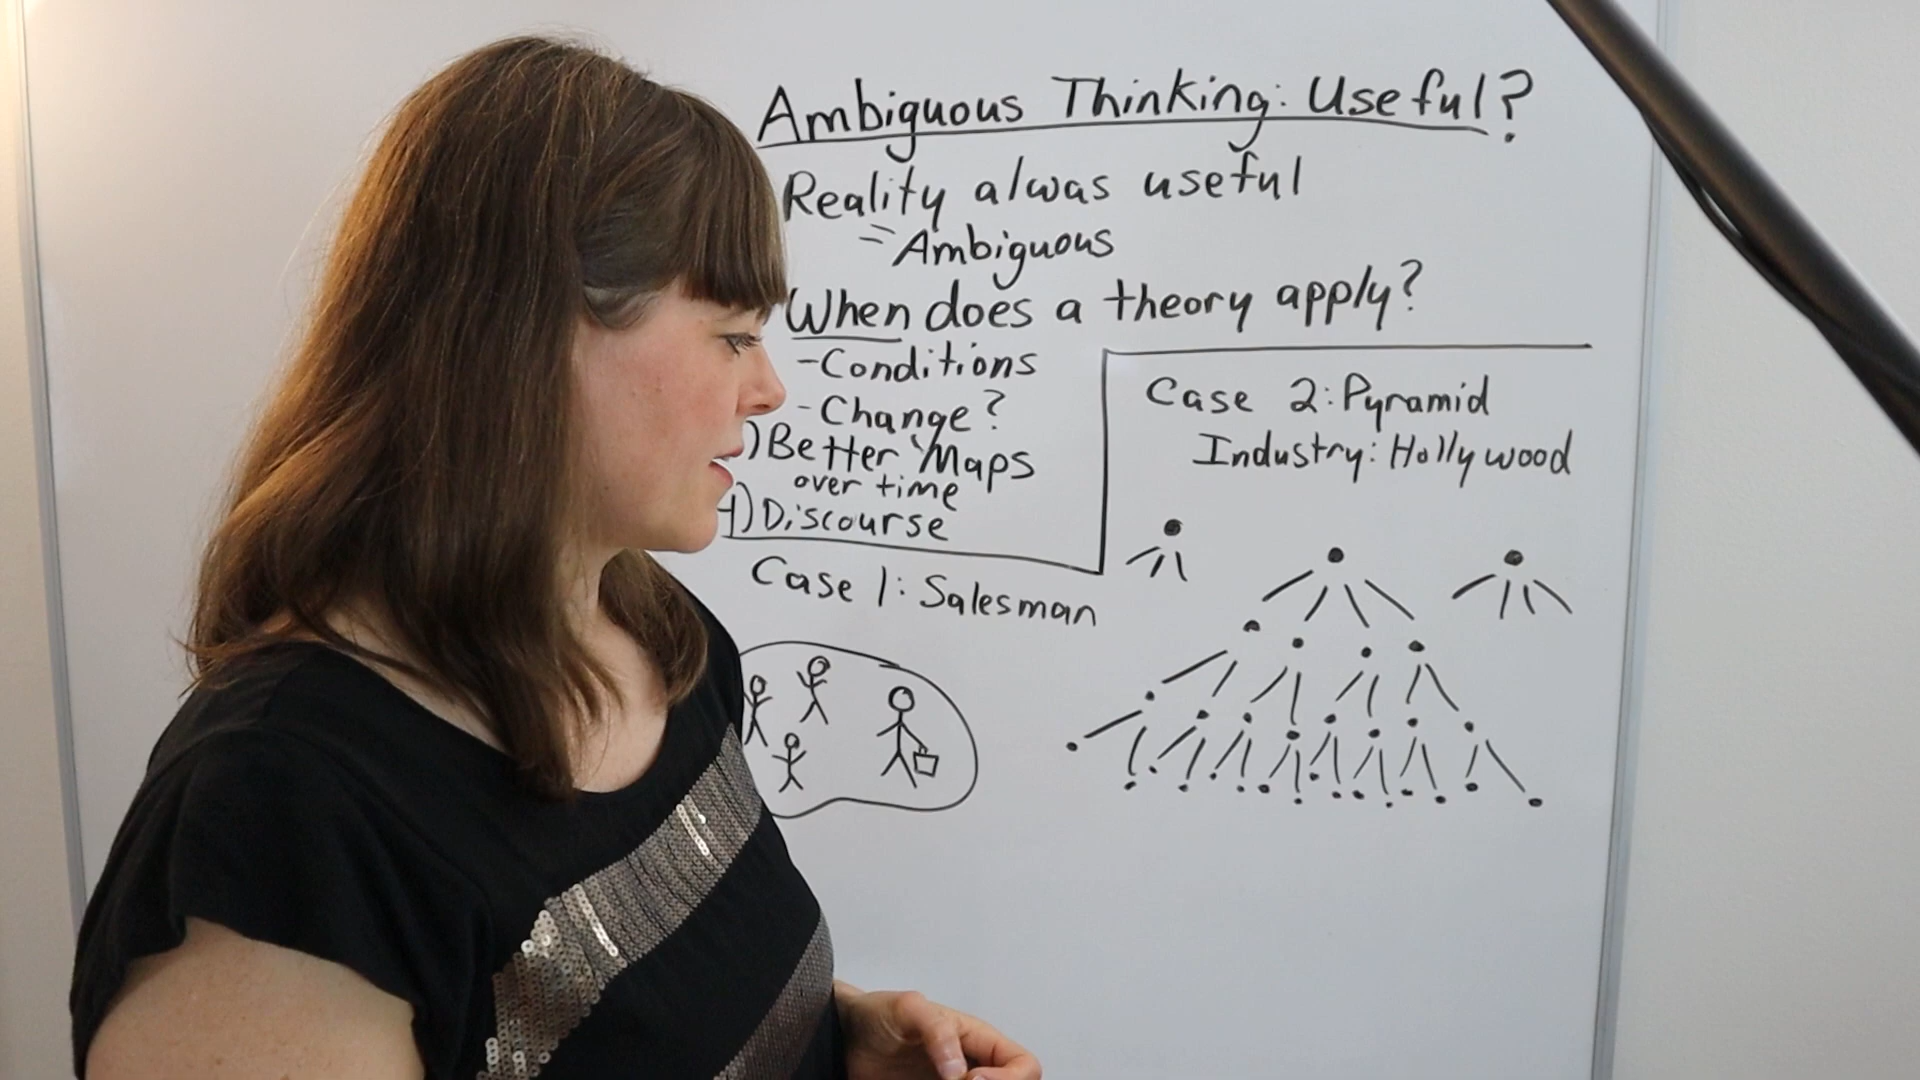 Ambiguous Thinking: Useful?
Reality alwas useful
= Ambiguous
When does a theory apply?
-Conditions
-Change?
)Better "Maps
over time
4)Discourse
Case 1: Salesman
Case 2: Pyramid
Industry: Hollywood